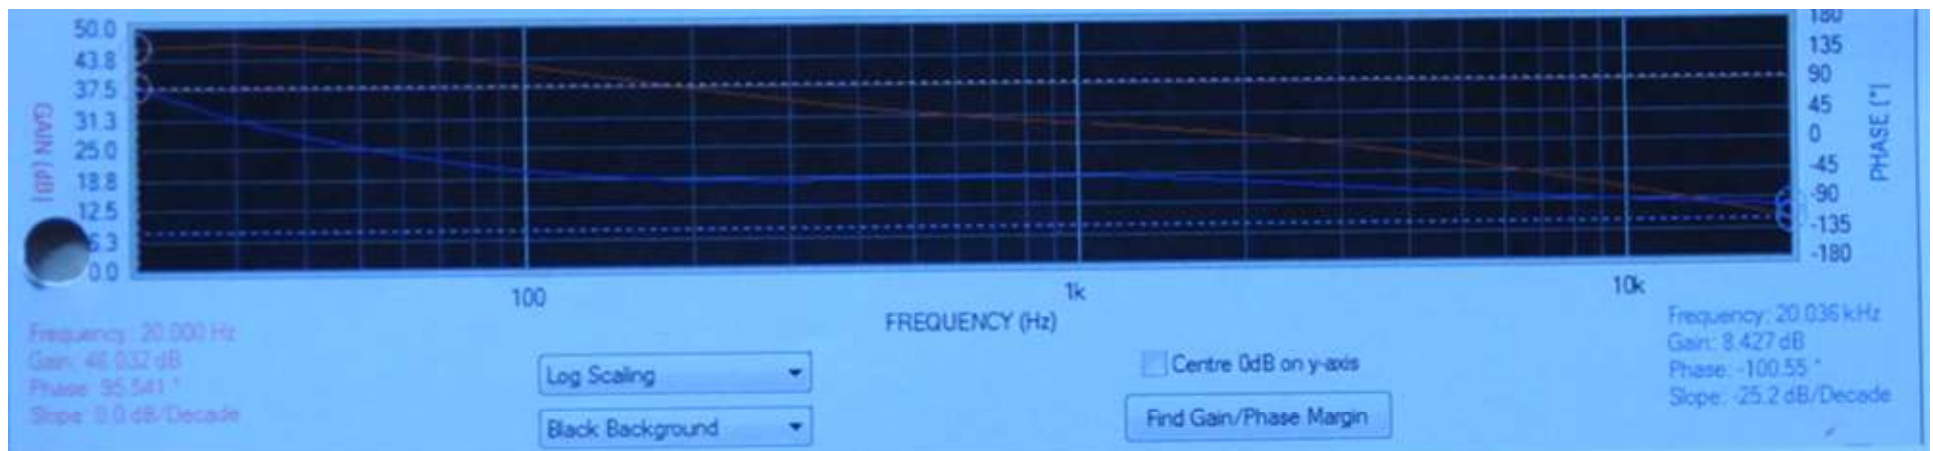 50.0
43.8
37.5
31.3
25.0
18.8
12.5
6.3
0.0
GAIN (dB)
180
135
90
45
0
-45
-90
-135
-180
PHASE [°]
100
1k
10k
FREQUENCY (Hz)
Frequency: 20.000 Hz
Gain: 46.032 dB
Phase: 95.541 °
Slope: 0.0 dB/Decade
Log Scaling
Black Background
Centre 0dB on y-axis
Find Gain/Phase Margin
Frequency: 20.036 kHz
Gain: 8.427 dB
Phase: -100.55 °
Slope: -25.2 dB/Decade